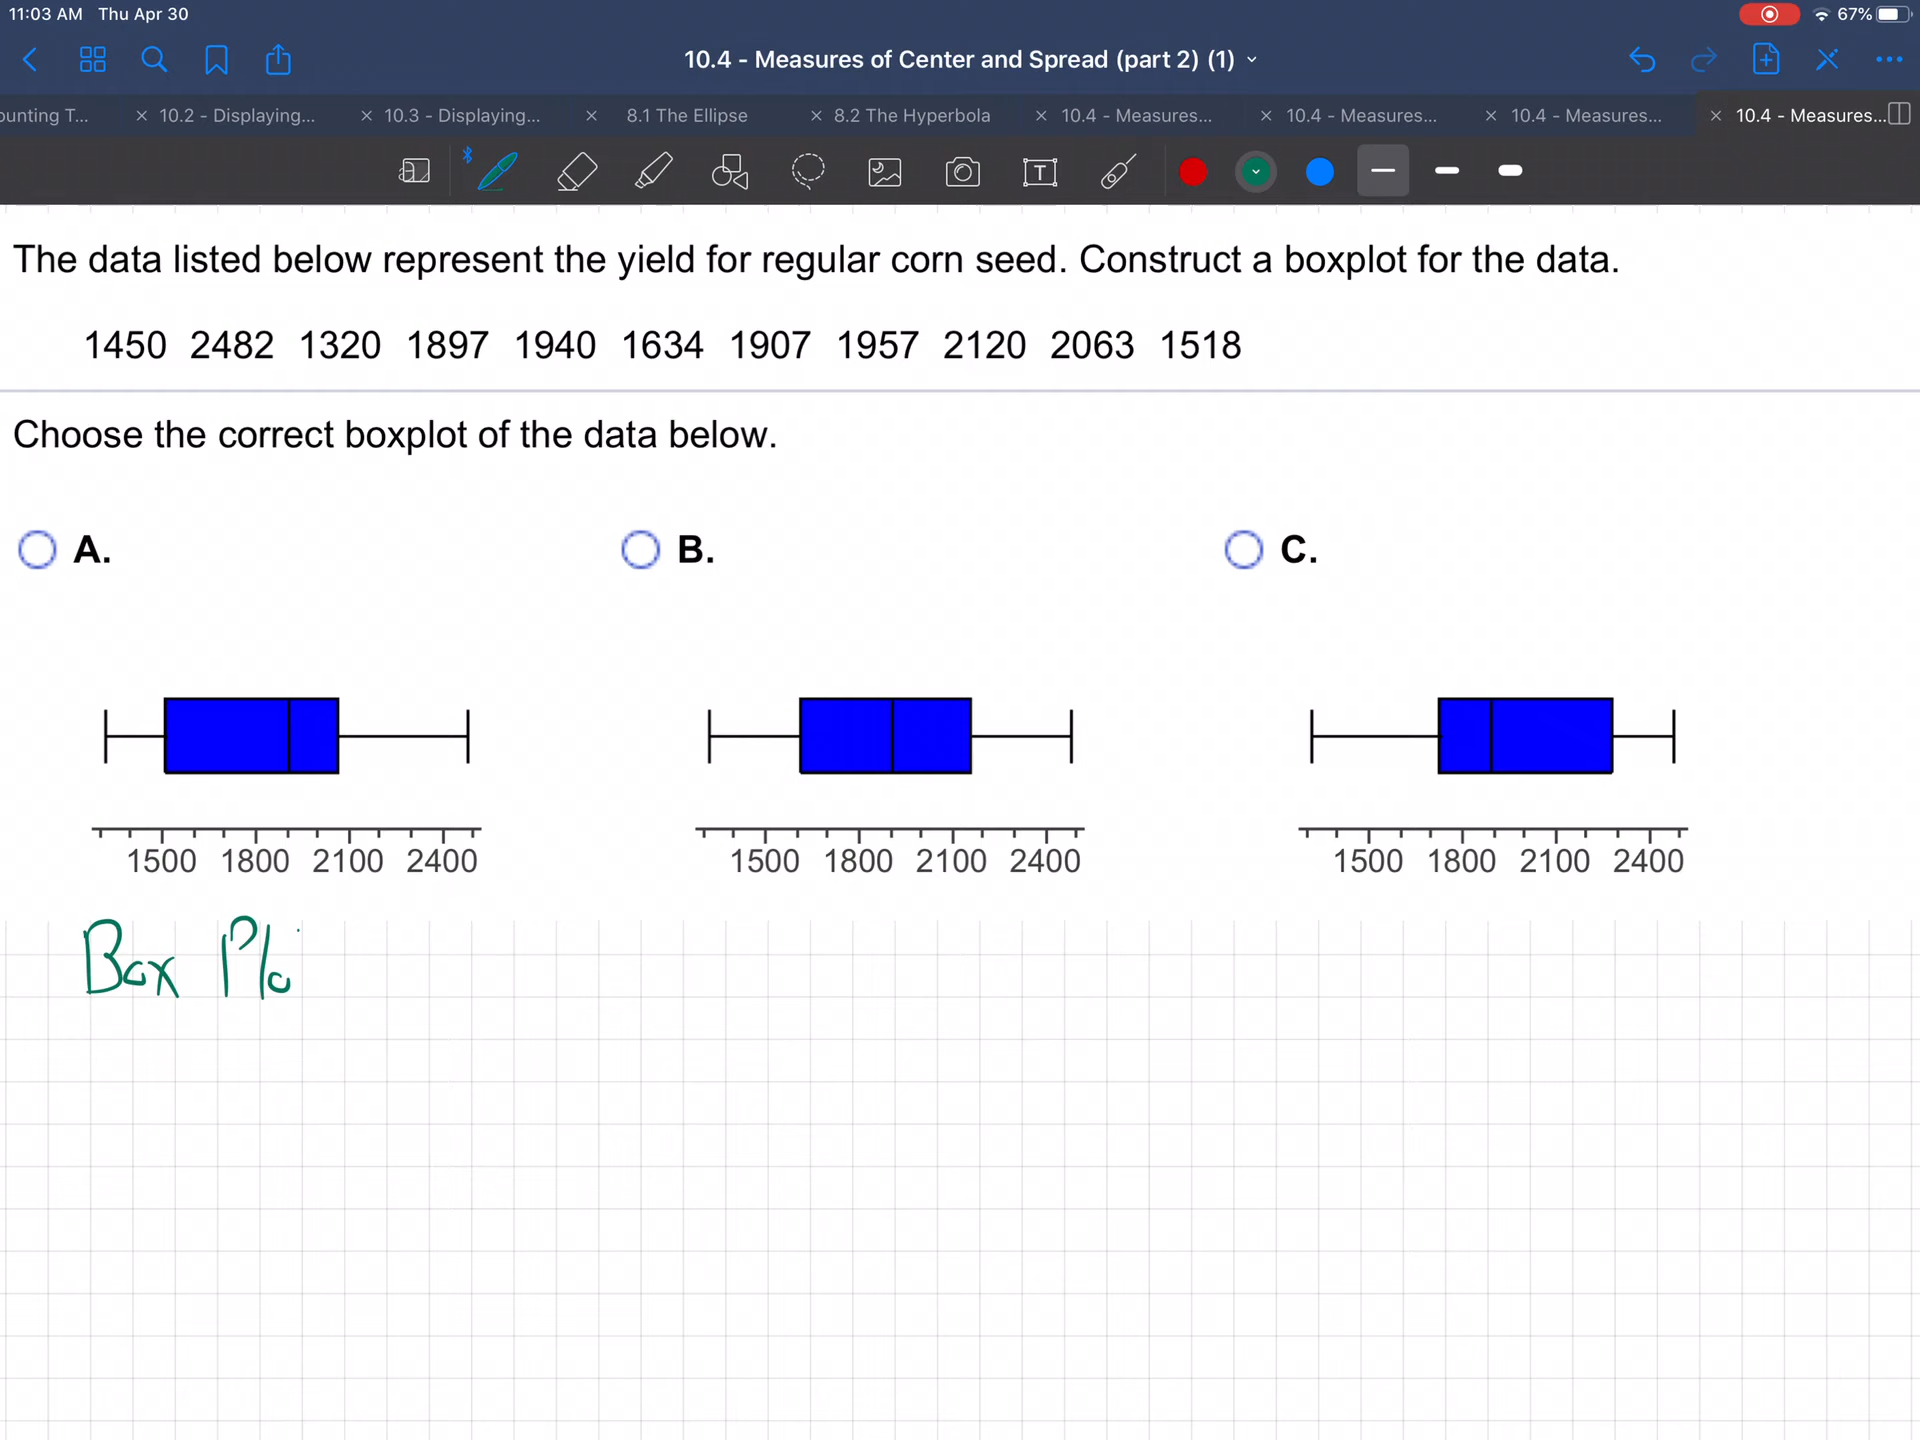 11:03 AM Thu Apr 30
67%
10.4 - Measures of Center and Spread (part 2) (1)
ounting T... × 10.2 - Displaying... × 10.3 - Displaying... × 8.1 The Ellipse × 8.2 The Hyperbola × 10.4 - Measures... × 10.4 - Measures... × 10.4 - Measures... × 10.4 - Measures...
T
The data listed below represent the yield for regular corn seed. Construct a boxplot for the data.
1450 2482 1320 1897 1940 1634 1907 1957 2120 2063 1518
Choose the correct boxplot of the data below.
A. B. C.
1500 1800 2100 2400 1500 1800 2100 2400 1500 1800 2100 2400
Box Plo